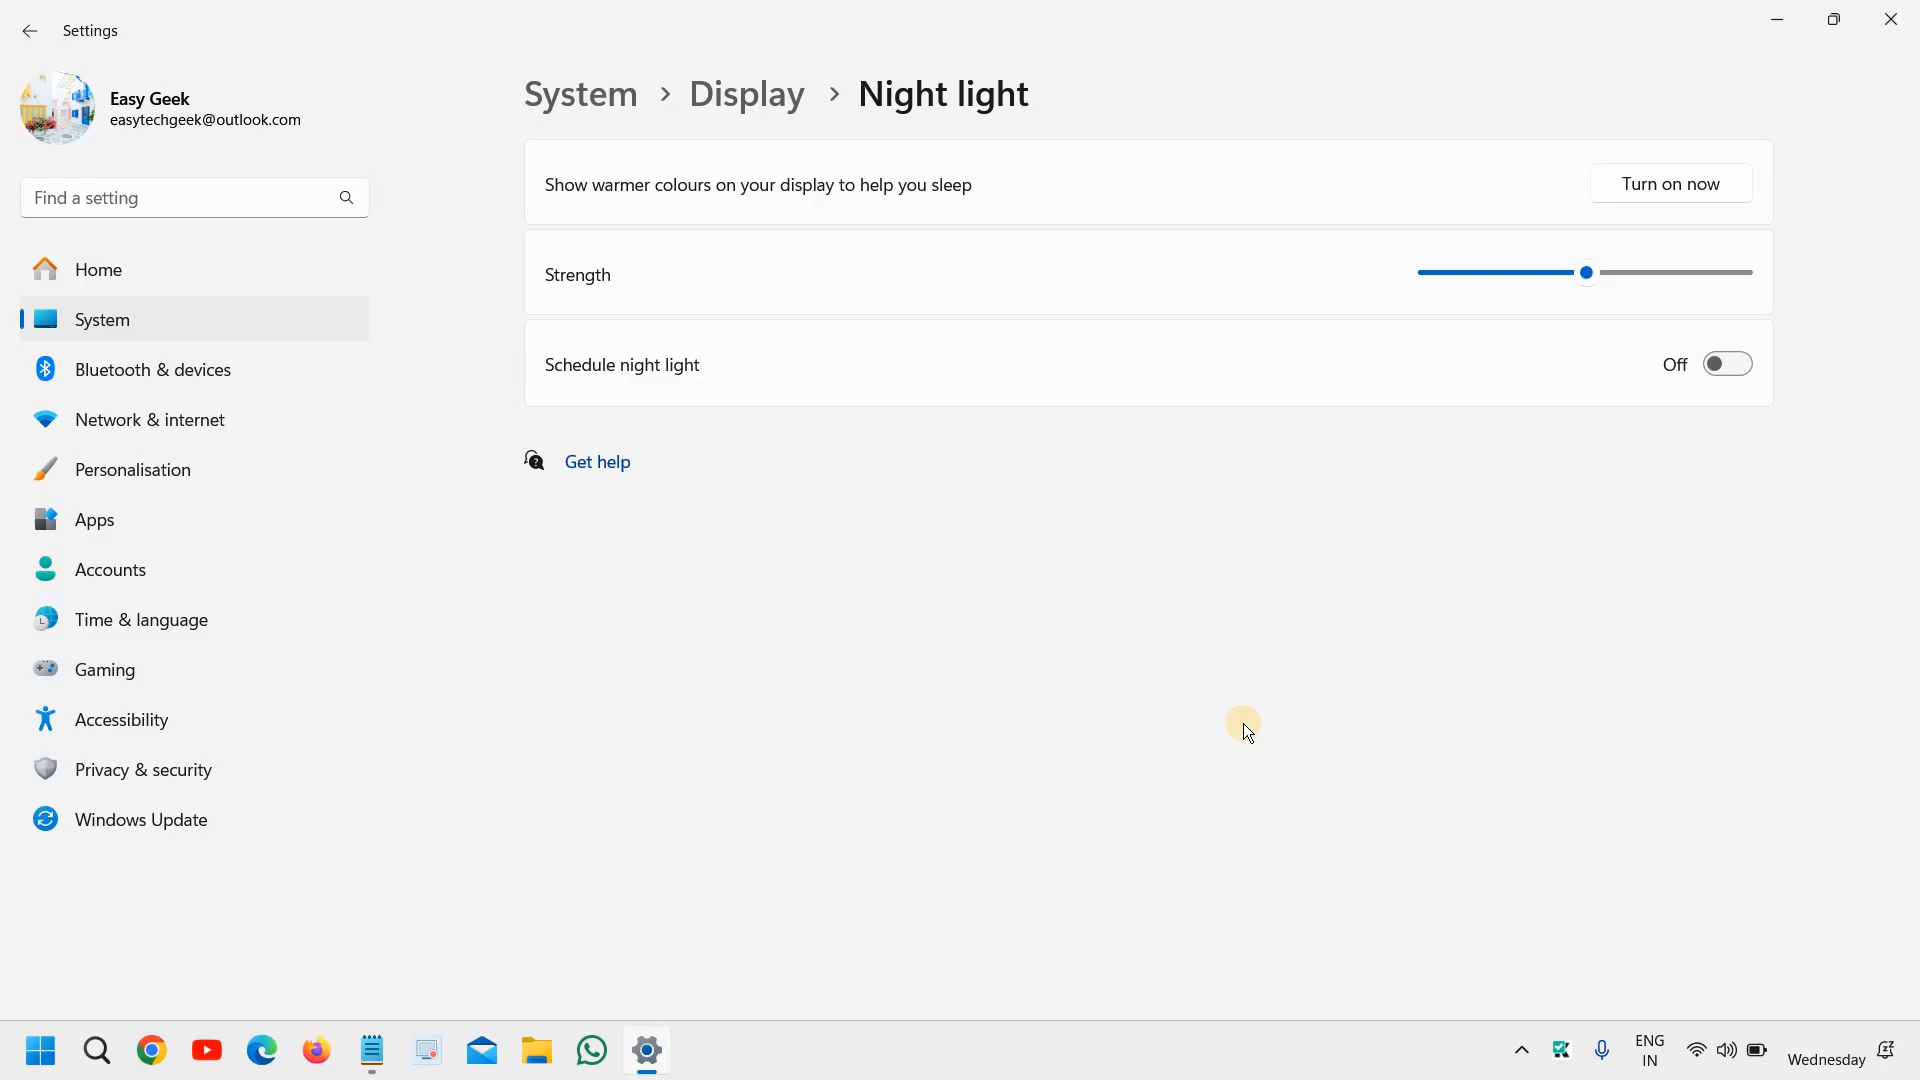 Settings
Easy Geek
easytechgeek@outlook.com
Find a setting
Home
System
Bluetooth & devices
Network & internet
Personalisation
Apps
Accounts
Time & language
Gaming
Accessibility
Privacy & security
Windows Update
System > Display > Night light
Show warmer colours on your display to help you sleep
Turn on now
Strength
Schedule night light
Off
Get help
ENG
IN
Wednesday